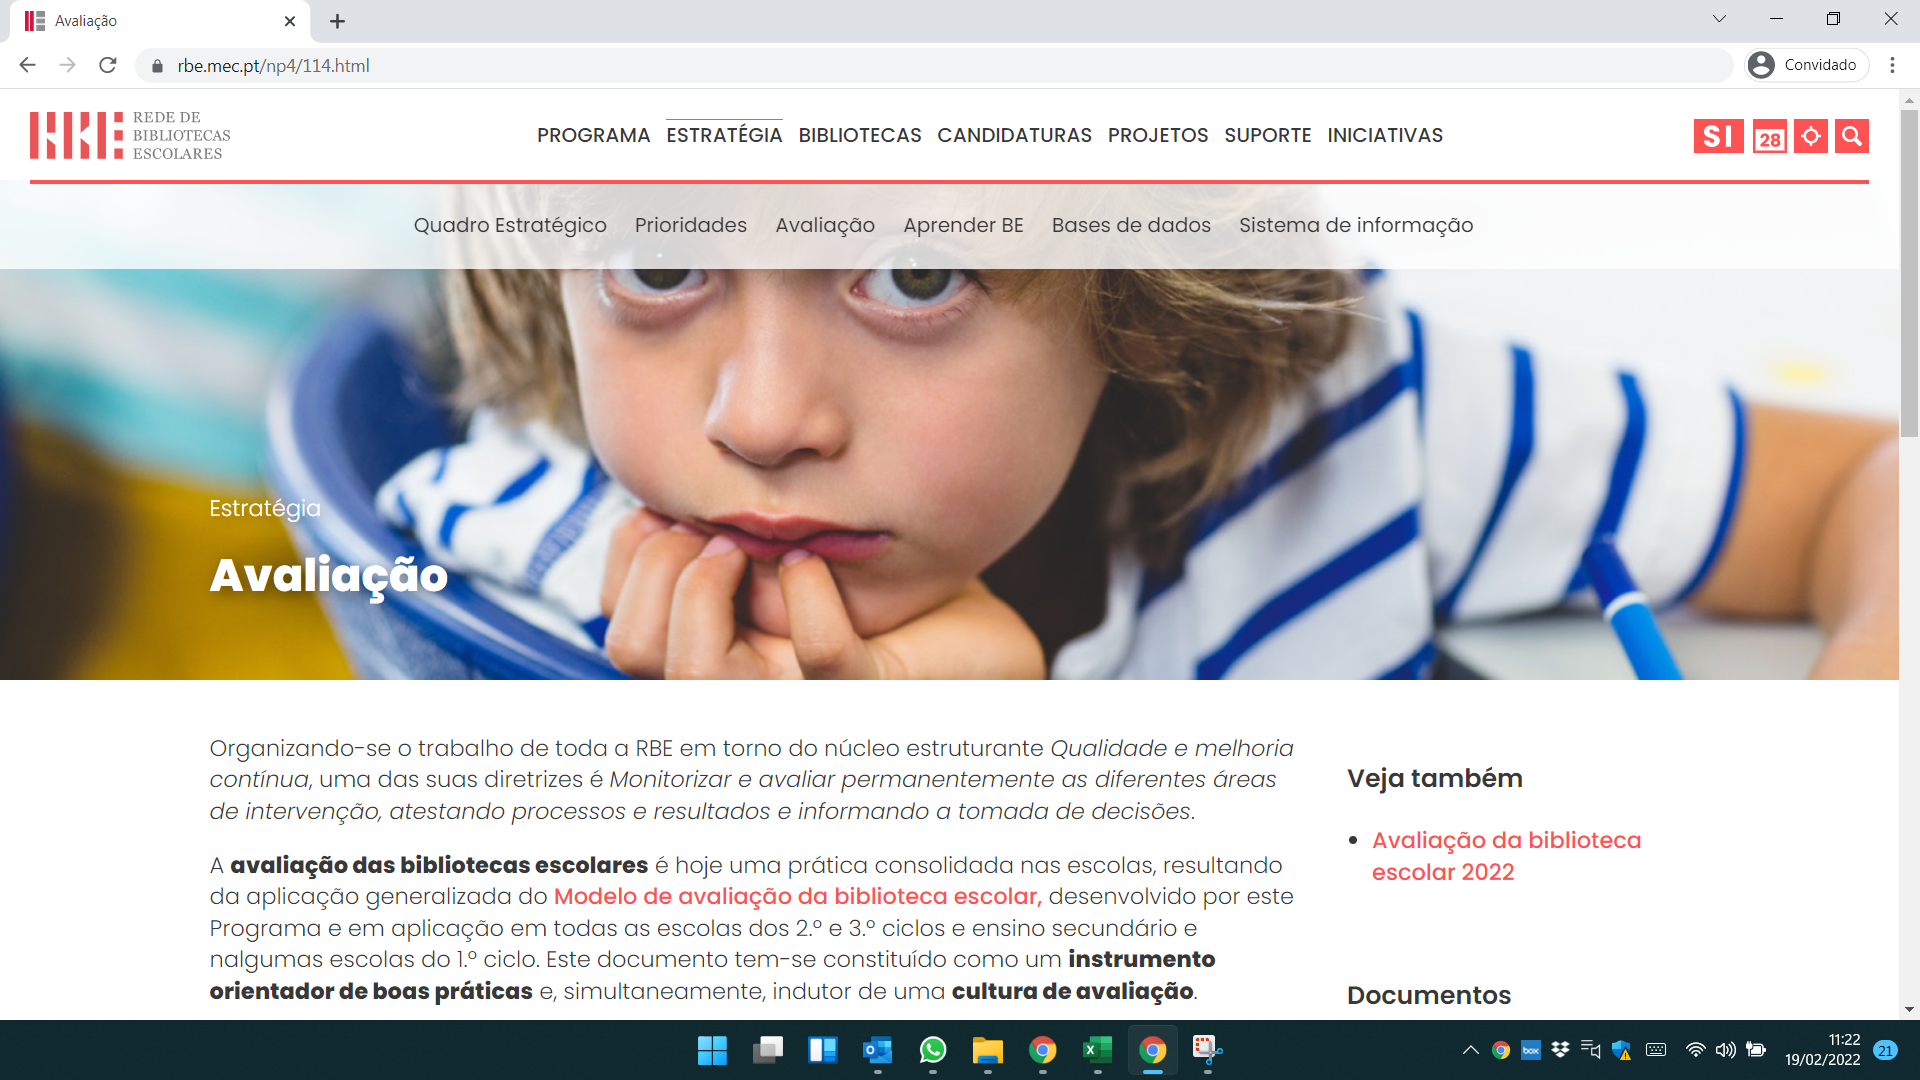 Avaliação
rbe.mec.pt/np4/114.html
Convidado
REDE DE
BIBLIOTECAS
ESCOLARES
PROGRAMA ESTRATÉGIA BIBLIOTECAS CANDIDATURAS PROJETOS SUPORTE INICIATIVAS
SI 28
Quadro Estratégico Prioridades Avaliação Aprender BE Bases de dados Sistema de informação
Estratégia
Avaliação
Organizando-se o trabalho de toda a RBE em torno do núcleo estruturante Qualidade e melhoria
contínua, uma das suas diretrizes é Monitorizar e avaliar permanentemente as diferentes áreas
de intervenção, atestando processos e resultados e informando a tomada de decisões.
A avaliação das bibliotecas escolares é hoje uma prática consolidada nas escolas, resultando
da aplicação generalizada do Modelo de avaliação da biblioteca escolar, desenvolvido por este
Programa e em aplicação em todas as escolas dos 2.º e 3.º ciclos e ensino secundário e
nalgumas escolas do 1.º ciclo. Este documento tem-se constituído como um instrumento
orientador de boas práticas e, simultaneamente, indutor de uma cultura de avaliação.
Veja também
Avaliação da biblioteca
escolar 2022
Documentos
box
11:22
19/02/2022
21